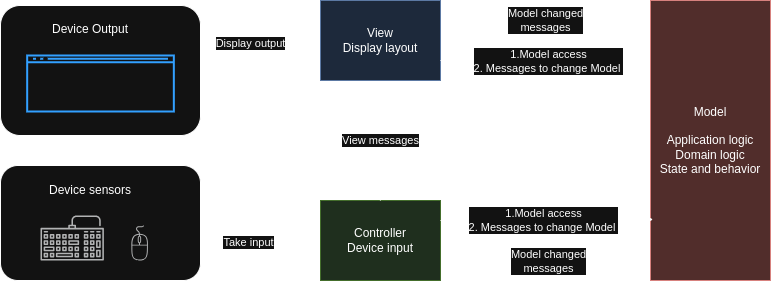 Device Output
Display output
View
Display layout
Model changed
messages
1.Model access
2. Messages to change Model
Model
Application logic
Domain logic
State and behavior
View messages
Device sensors
Take input
Controller
Device input
1.Model access
2. Messages to change Model
Model changed
messages